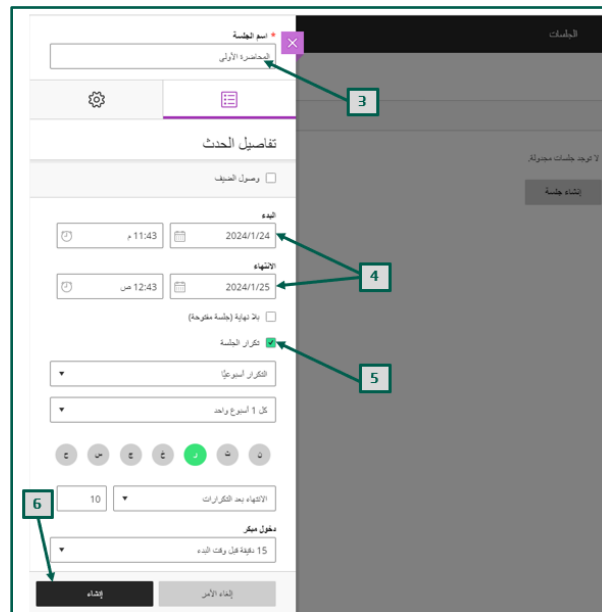 الجلسات
* اسم الجلسة
المحاضرة الأولى
3
تفاصيل الحدث
وصول الضيف
لا توجد جلسات مجدولة.
إنشاء جلسة
البدء
2024/1/24
11:43 م
4
الانتهاء
2024/1/25
12:43 ص
بلا نهاية (جلسة مفتوحة)
تكرار الجلسة
5
التكرار أسبوعيًا
كل 1 أسبوع واحد
ن ث ر غ ج س ح
الانتهاء بعد التكرارات
10
6
دخول مبكر
15 دقيقة قبل وقت البدء
إلغاء الأمر
إنشاء